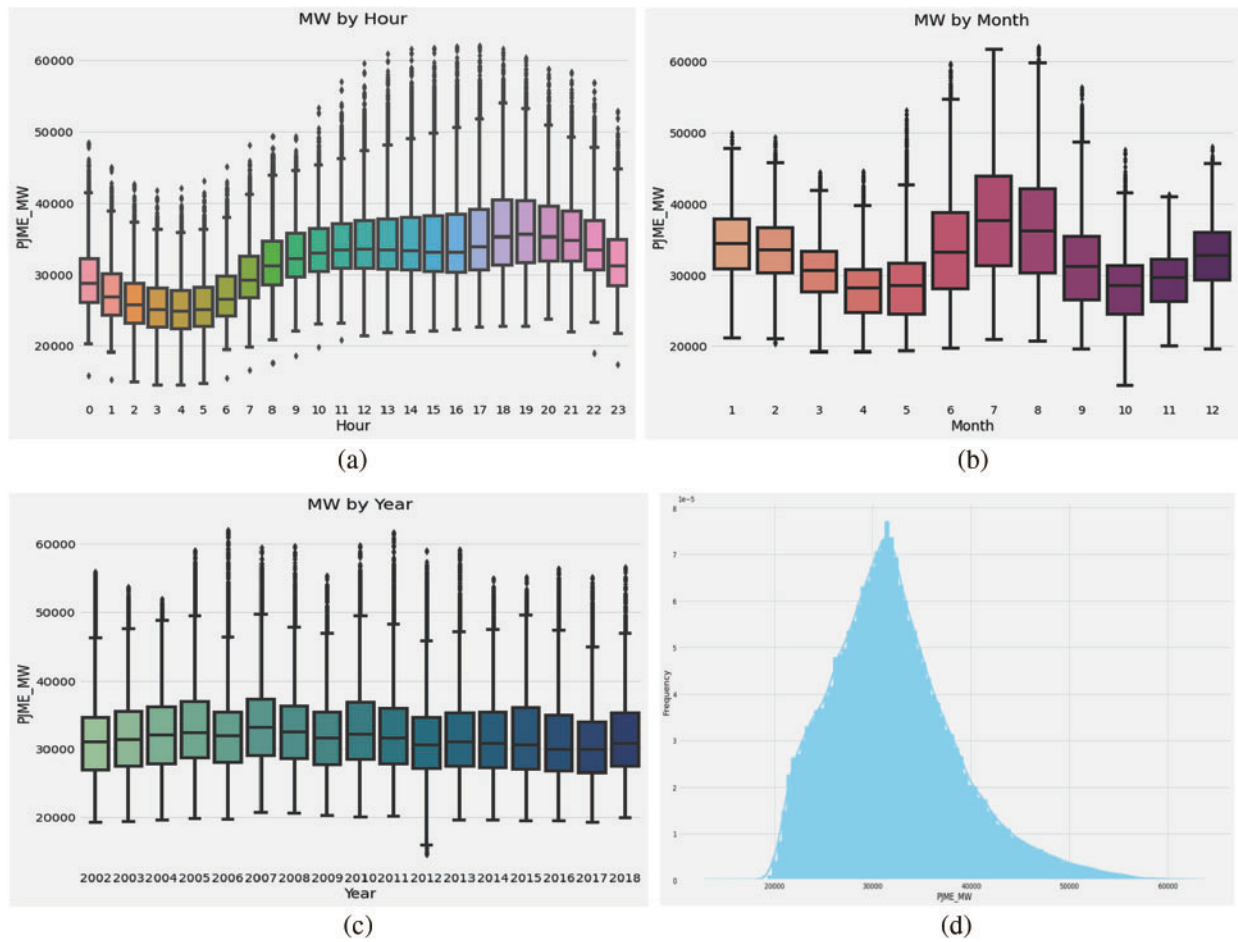 MW by Hour
60000
50000
40000
30000
20000
PJME_MW
0 1 2 3 4 5 6 7 8 9 10 11 12 13 14 15 16 17 18 19 20 21 22 23
Hour
(a)
MW by Month
60000
50000
40000
30000
20000
PJME_MW
1 2 3 4 5 6 7 8 9 10 11 12
Month
(b)
MW by Year
60000
50000
40000
30000
20000
PJME_MW
2002 2003 2004 2005 2006 2007 2008 2009 2010 2011 2012 2013 2014 2015 2016 2017 2018
Year
(c)
1e-5
8
7
6
5
4
3
2
1
0
Frequency
20000 30000 40000 50000 60000
PJME_MW
(d)